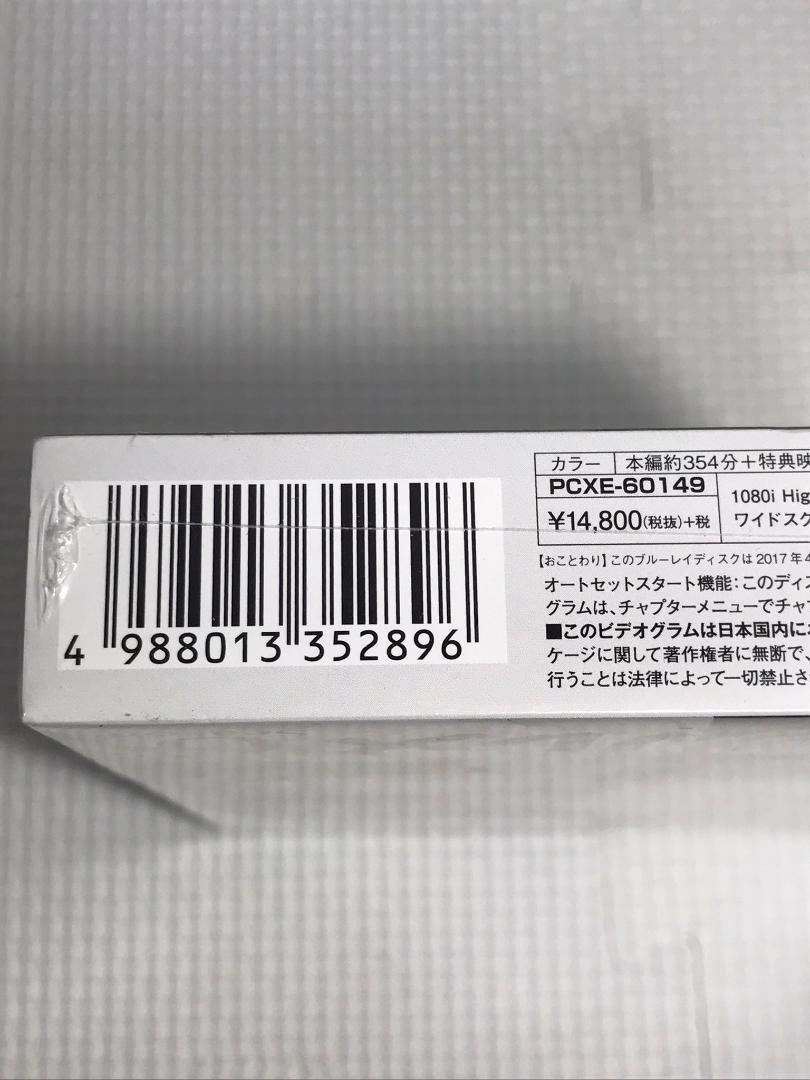 4 988013 352896
カラー 本編約354分+特典映
PCXE-60149
¥14,800(税抜)+税
1080i Hig
ワイドスク
【おことわり】このブルーレイディスクは2017年4
オートセットスタート機能:このディス
グラムは、チャプターメニューでチャプ
■このビデオグラムは日本国内にお
ケージに関して著作権者に無断で、
行うことは法律によって一切禁止さ